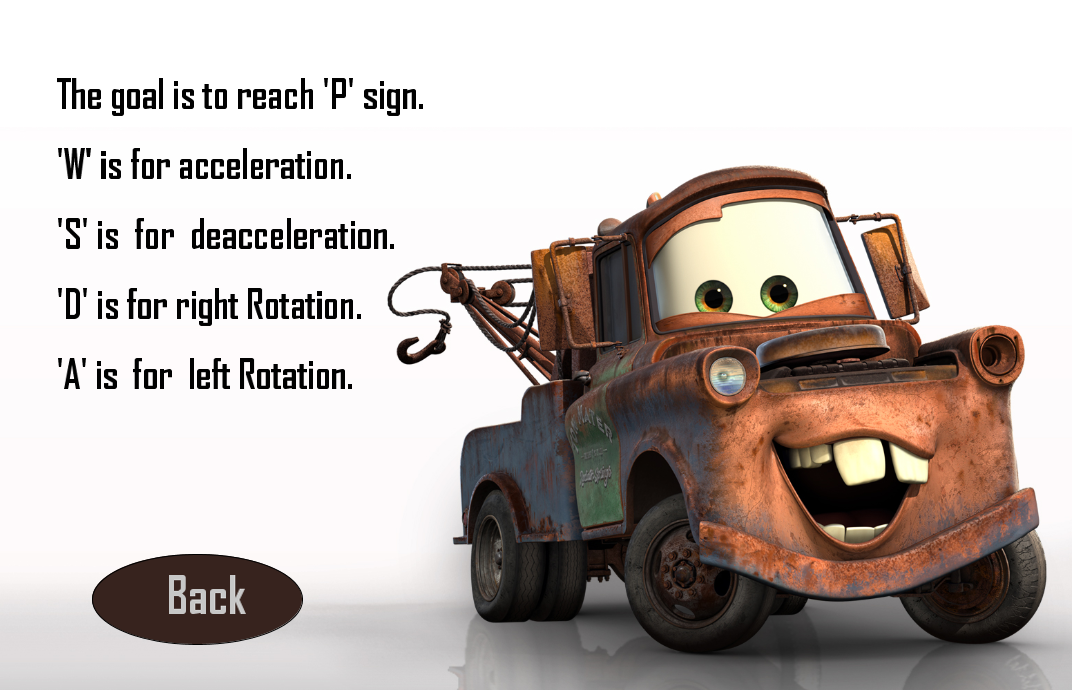 The goal is to reach 'P' sign.
'W' is for acceleration.
'S' is for deacceleration.
'D' is for right Rotation.
'A' is for left Rotation.
MATER
Back